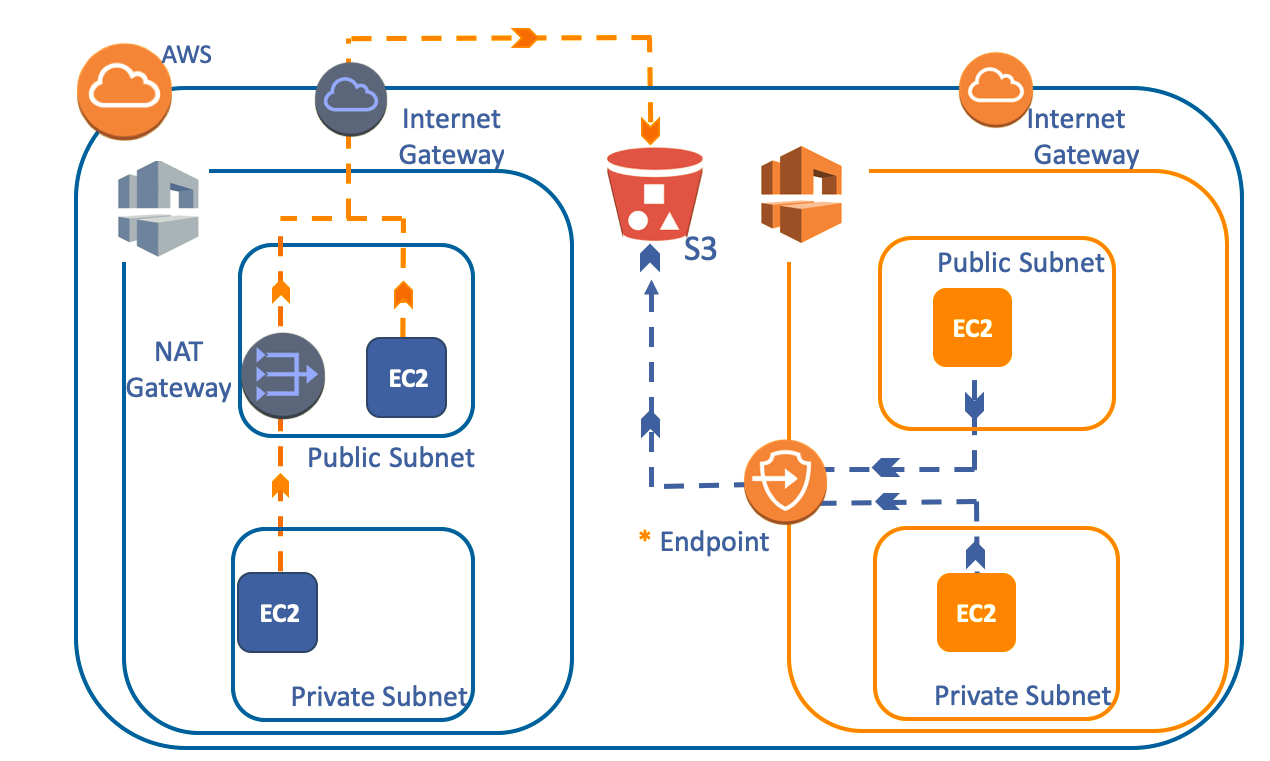 AWS
Internet
Gateway
Internet
Gateway
S3
Public Subnet
EC2
NAT
Gateway
EC2
Public Subnet
* Endpoint
EC2
Private Subnet
EC2
Private Subnet